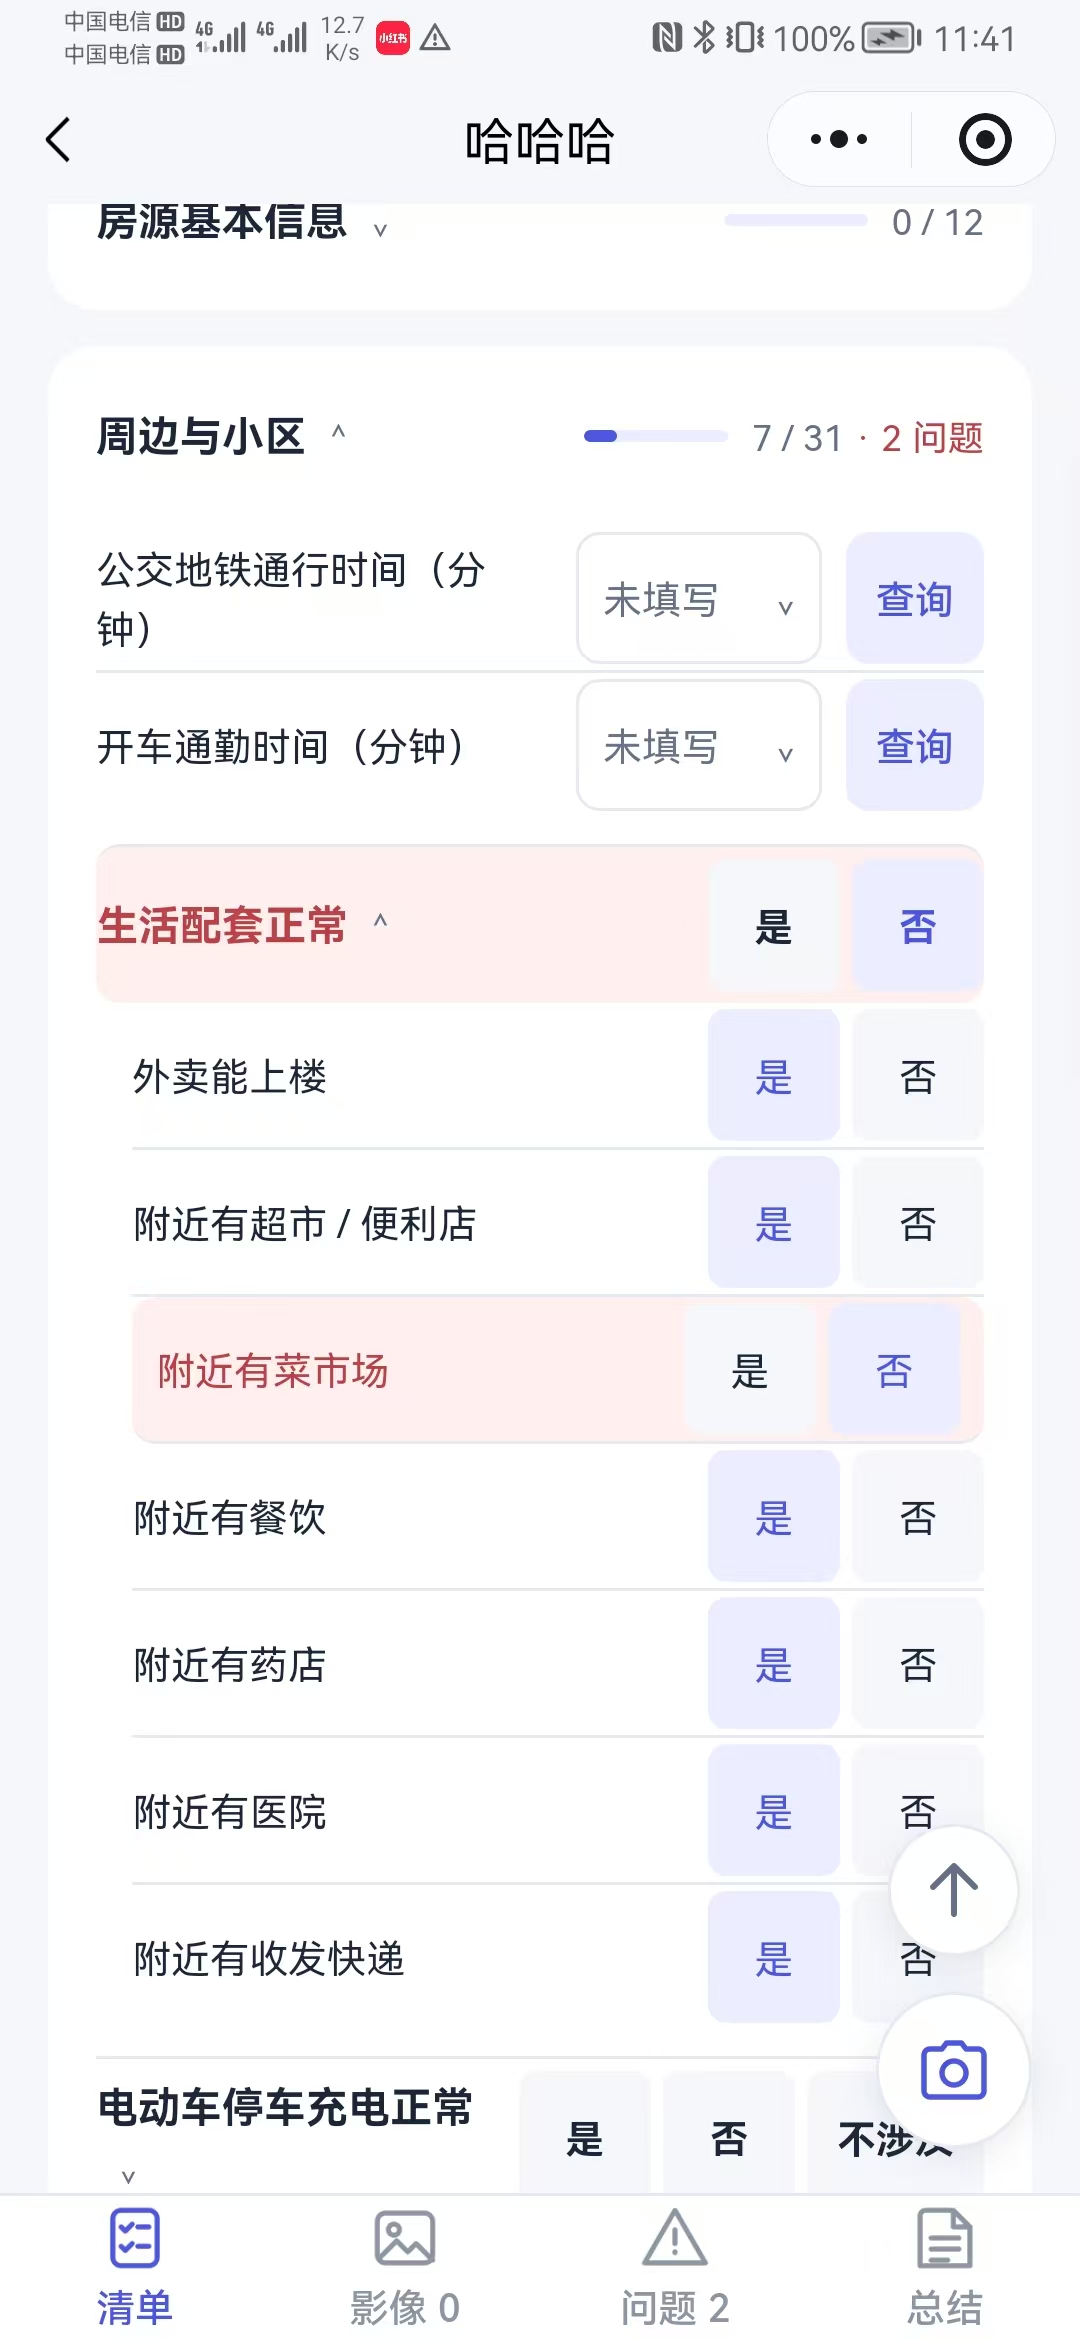 中国电信 HD
中国电信 HD
4G
4G
12.7
K/s
小红书
100%
11:41
哈哈哈
房源基本信息
0 / 12
周边与小区
7 / 31 · 2 问题
公交地铁通行时间（分
钟）
未填写
查询
开车通勤时间（分钟）
未填写
查询
生活配套正常
是
否
外卖能上楼
是
否
附近有超市 / 便利店
是
否
附近有菜市场
是
否
附近有餐饮
是
否
附近有药店
是
否
附近有医院
是
否
附近有收发快递
是
否
电动车停车充电正常
是
否
不涉及
清单
影像 0
问题 2
总结